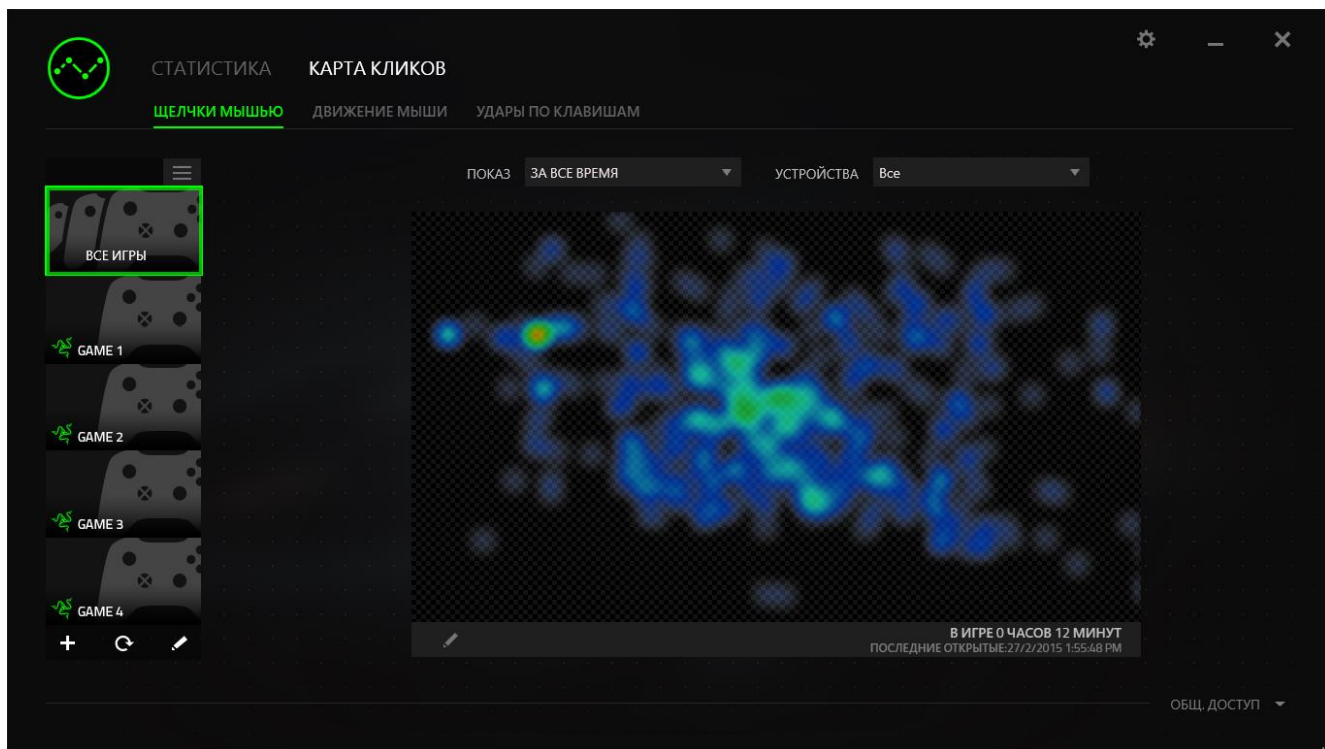 СТАТИСТИКА КАРТА КЛИКОВ
ЩЕЛЧКИ МЫШЬЮ ДВИЖЕНИЕ МЫШИ УДАРЫ ПО КЛАВИШАМ
ПОКАЗ ЗА ВСЕ ВРЕМЯ УСТРОЙСТВА Все
ВСЕ ИГРЫ
GAME 1
GAME 2
GAME 3
GAME 4
В ИГРЕ 0 ЧАСОВ 12 МИНУТ
ПОСЛЕДНИЕ ОТКРЫТЫЕ:27/2/2015 1:55:48 PM
ОБЩ. ДОСТУП